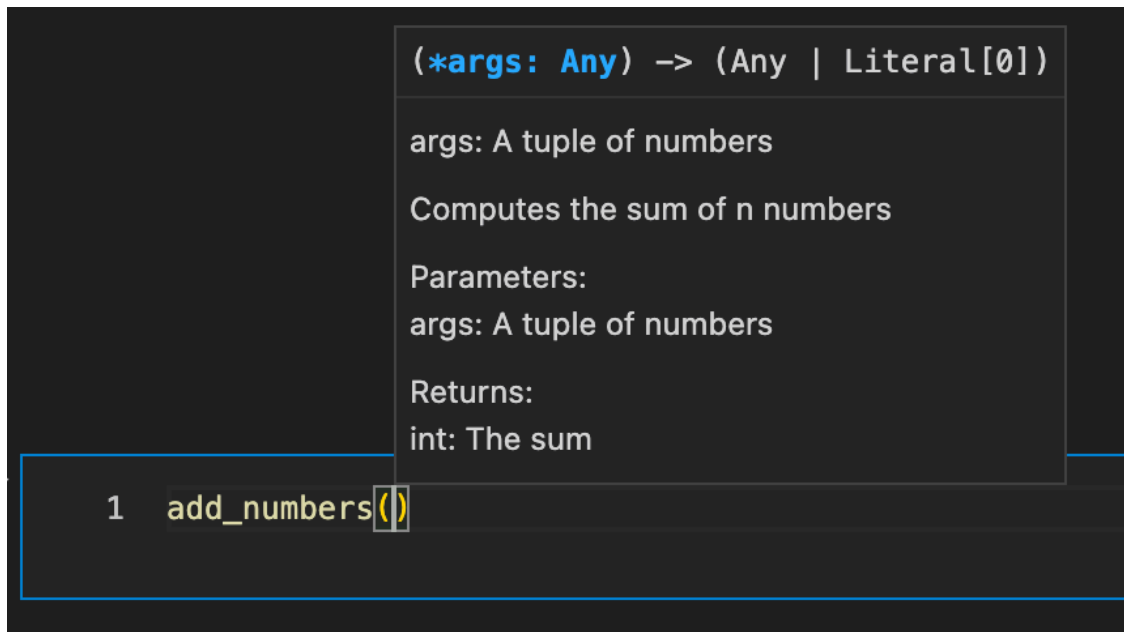 (*args: Any) -> (Any | Literal[0])
args: A tuple of numbers
Computes the sum of n numbers
Parameters:
args: A tuple of numbers
Returns:
int: The sum
1 add_numbers()